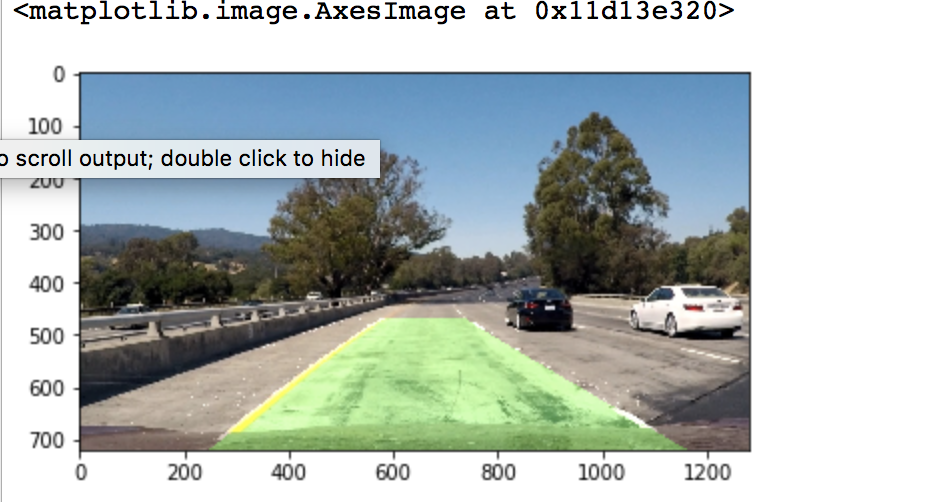 <matplotlib.image.AxesImage at 0x11d13e320>
0
100
o scroll output; double click to hide
200
300
400
500
600
700
0 200 400 600 800 1000 1200